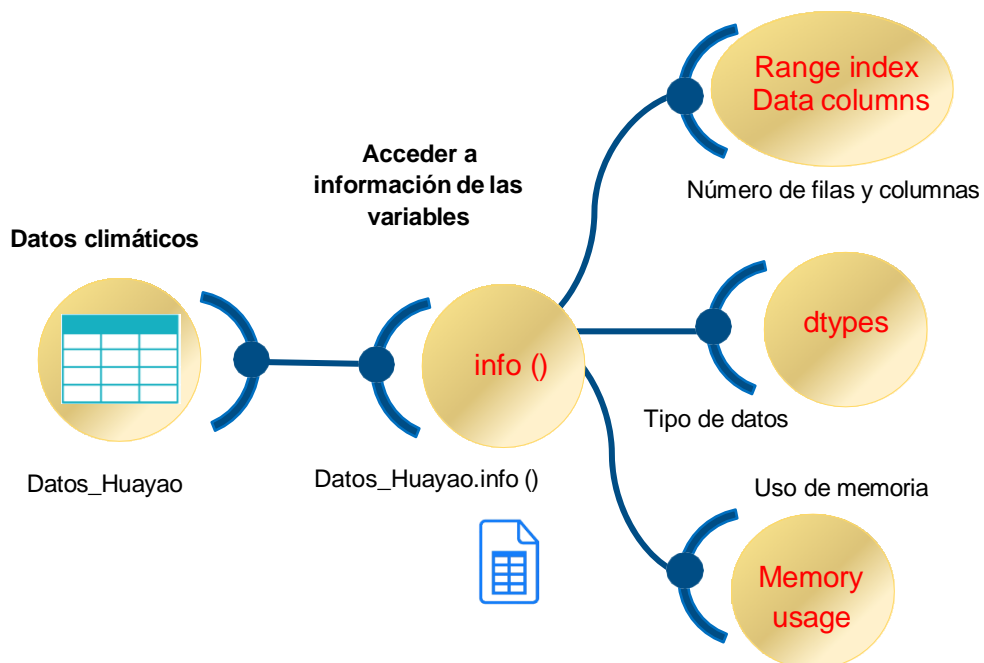 Datos climáticos
Datos_Huayao
Acceder a
información de las
variables
info ()
Datos_Huayao.info ()
Range index
Data columns
Número de filas y columnas
dtypes
Tipo de datos
Uso de memoria
Memory
usage